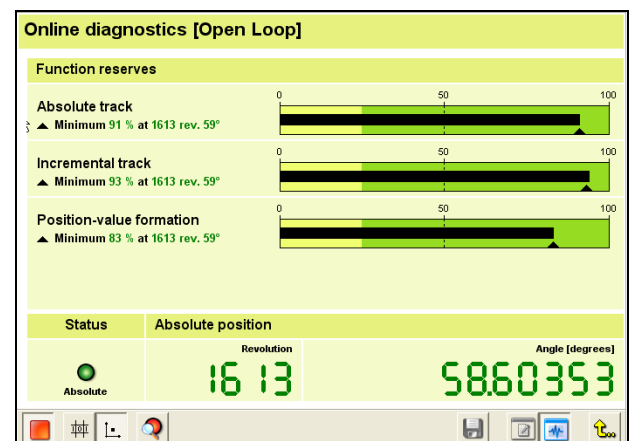 Online diagnostics [Open Loop]
Function reserves
0 50 100
Absolute track
Minimum 91 % at 1613 rev. 59°
0 50 100
Incremental track
Minimum 93 % at 1613 rev. 59°
0 50 100
Position-value formation
Minimum 83 % at 1613 rev. 59°
Status Absolute position
Revolution Angle [degrees]
1613 58.60353
Absolute